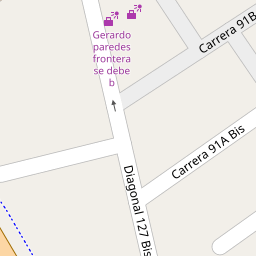 Gerardo
paredes
frontera
se debe
b
Carrera 91B
Carrera 91A Bis
Diagonal 127 Bis